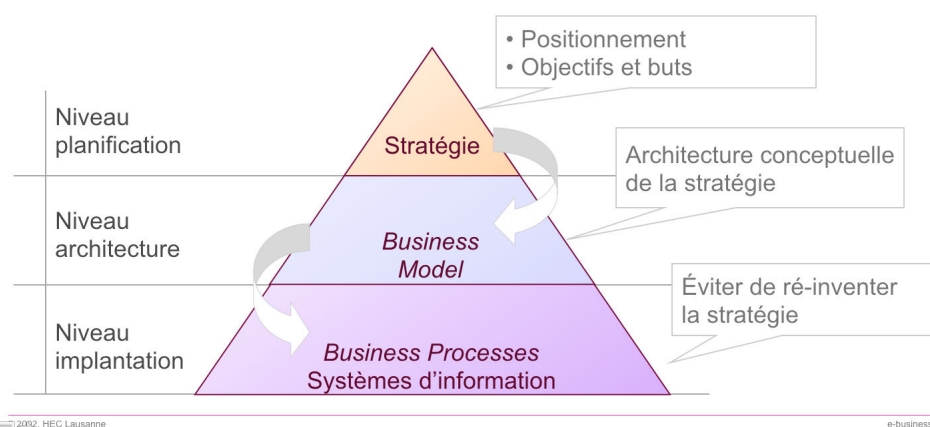 • Positionnement
• Objectifs et buts
Niveau
planification
Stratégie
Architecture conceptuelle
de la stratégie
Niveau
architecture
Business
Model
Éviter de ré-inventer
la stratégie
Niveau
implantation
Business Processes
Systèmes d'information
HEC Lausanne
e-business